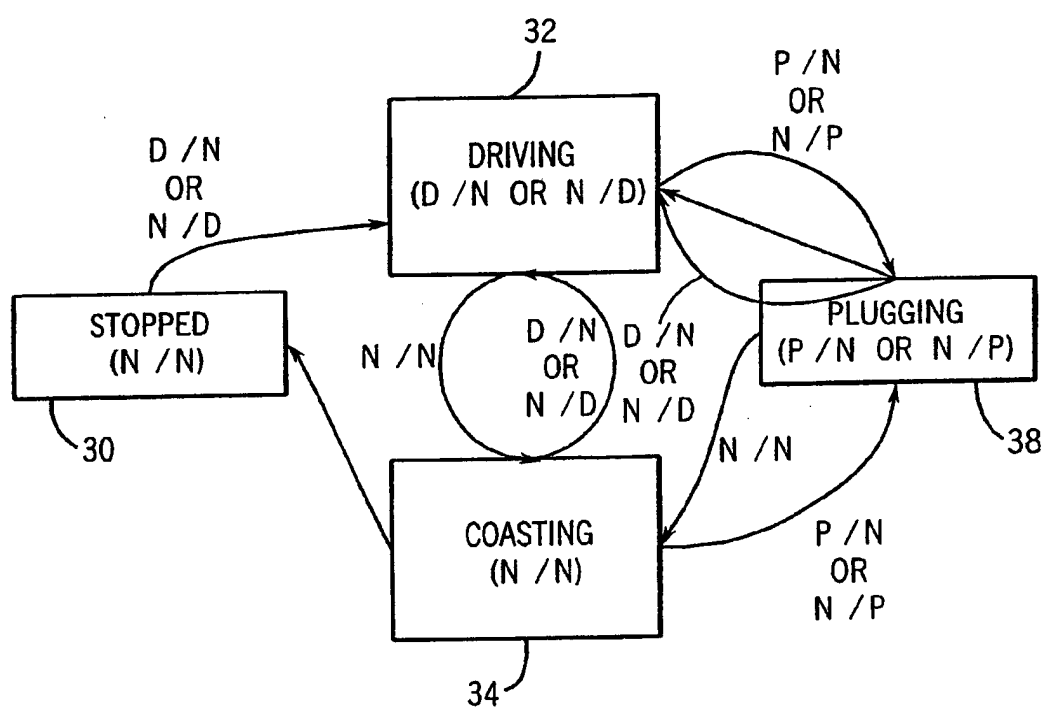 32
P /N
OR
N /P
D /N
OR
N /D
DRIVING
(D /N OR N /D)
STOPPED
(N /N)
30
N /N
D /N
OR
N /D
D /N
OR
N /D
PLUGGING
(P /N OR N /P)
38
N /N
COASTING
(N /N)
P /N
OR
N /P
34